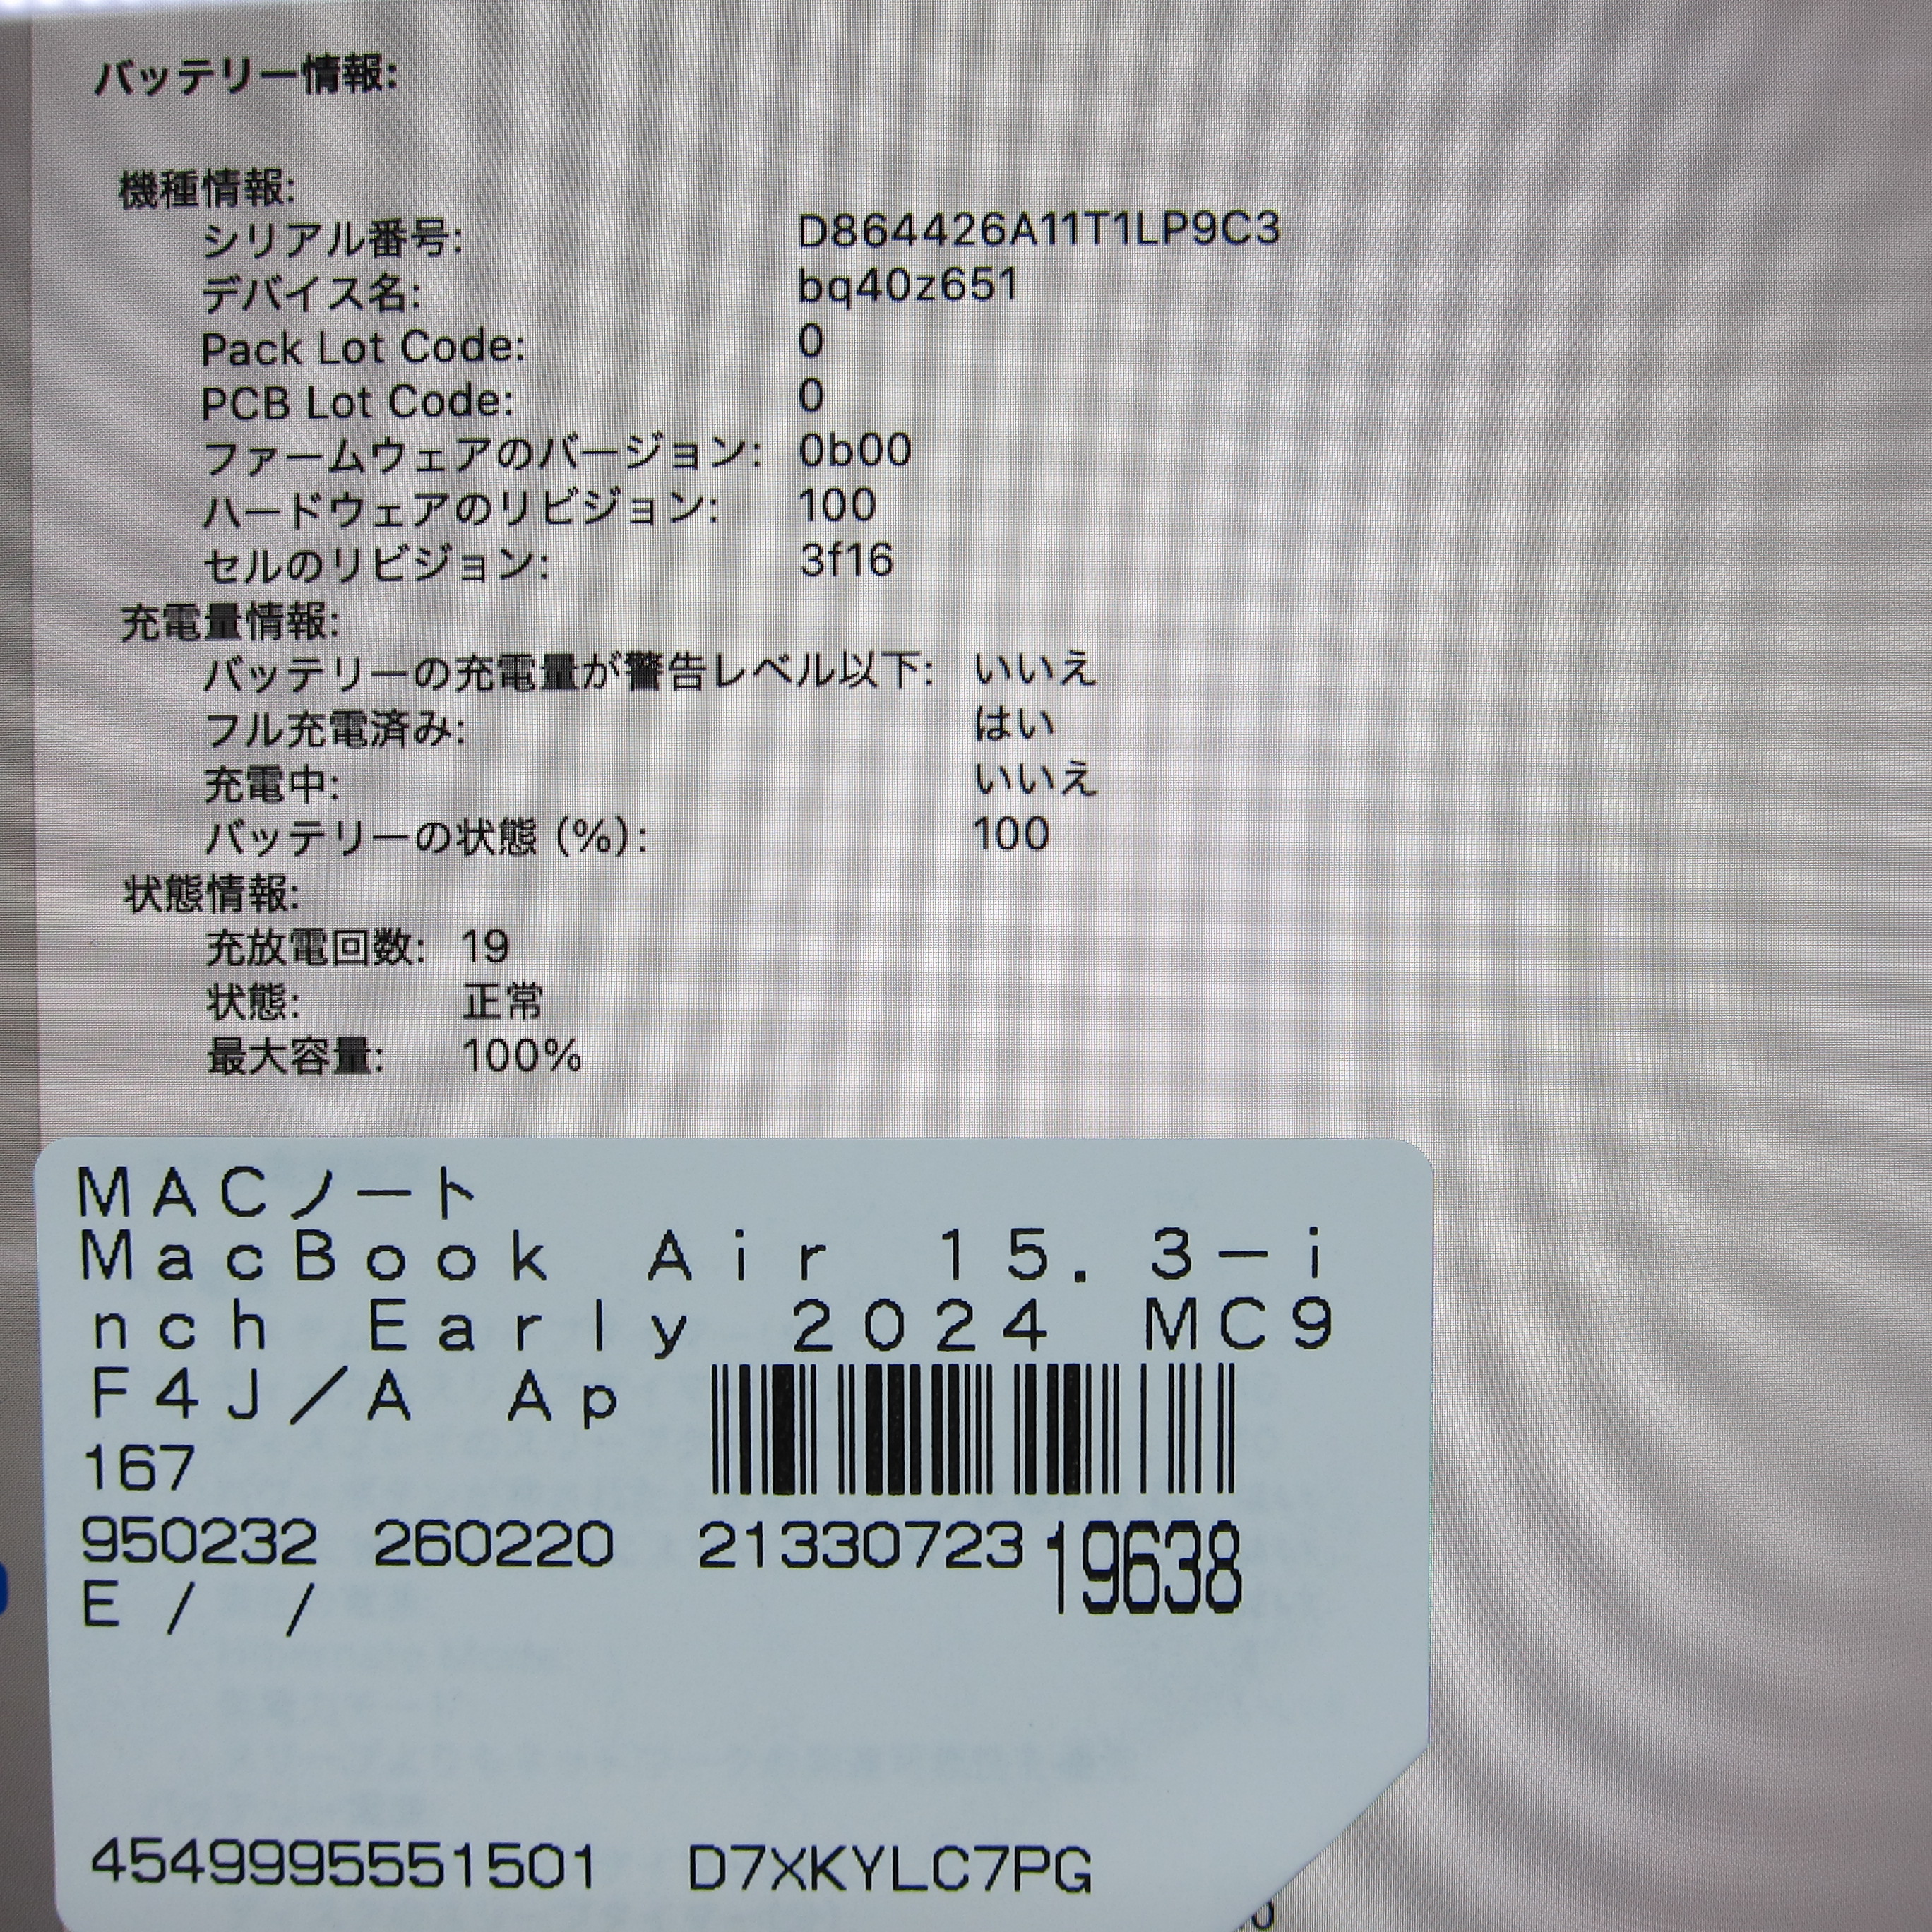 バッテリー情報:
機種情報:
シリアル番号: D864426A11T1LP9C3
デバイス名: bq40z651
Pack Lot Code: 0
PCB Lot Code: 0
ファームウェアのバージョン: 0b00
ハードウェアのリビジョン: 100
セルのリビジョン: 3f16
充電量情報:
バッテリーの充電量が警告レベル以下: いいえ
フル充電済み: はい
充電中: いいえ
バッテリーの状態 (%): 100
状態情報:
充放電回数: 19
状態: 正常
最大容量: 100%
MACノート
MacBook Air 15.3-i
nch Early 2024 MC9
F4J/A Ap
167
950232 260220 21330723 19638
E / /
4549995551501 D7XKYLC7PG